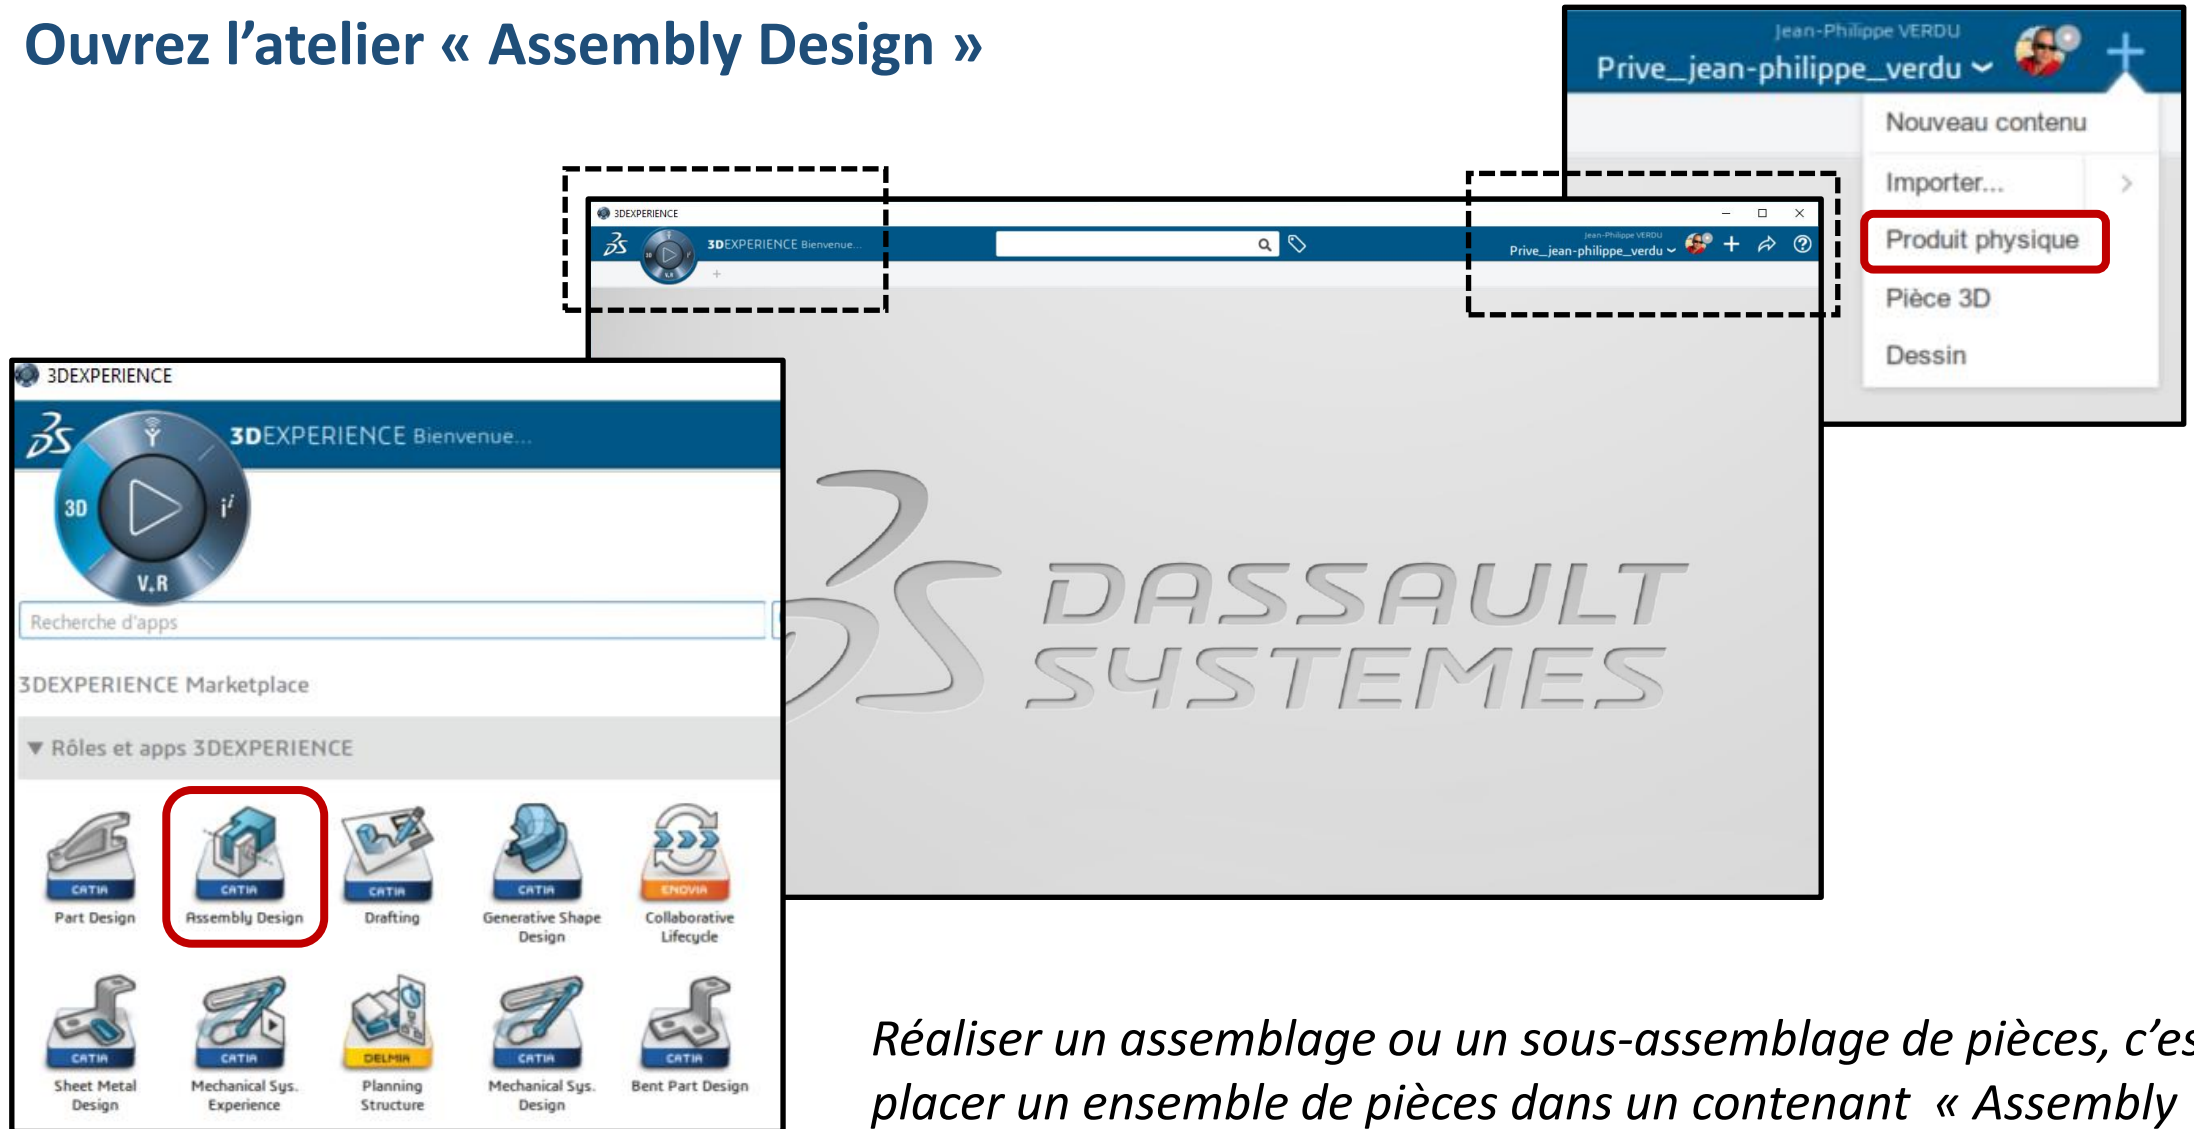 Ouvrez l’atelier « Assembly Design »
Jean-Philippe VERDU
Prive_jean-philippe_verdu
Nouveau contenu
Importer...
Produit physique
Pièce 3D
Dessin
3DEXPERIENCE
3DEXPERIENCE Bienvenue...
Jean-Philippe VERDU
Prive_jean-philippe_verdu
V.R
DASSAULT
SYSTEMES
3DEXPERIENCE
3DEXPERIENCE Bienvenue...
3D
V+R
Recherche d'apps
3DEXPERIENCE Marketplace
Rôles et apps 3DEXPERIENCE
CATIA CATIA CATIA CATIA ENOVIA
Part Design Assembly Design Drafting Generative Shape Collaborative
Design Lifecycle
CATIA CATIA DELMIA CATIA CATIA
Sheet Metal Mechanical Sys. Planning Mechanical Sys. Bent Part Design
Design Experience Structure Design
Réaliser un assemblage ou un sous-assemblage de pièces, c’es
placer un ensemble de pièces dans un contenant « Assembly